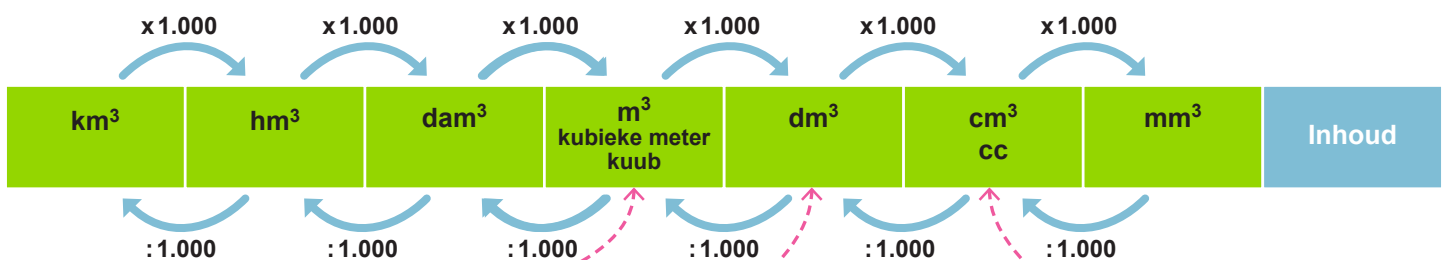 x 1.000 x 1.000 x 1.000 x 1.000 x 1.000 x 1.000
km³ hm³ dam³ m³ dm³ cm³ mm³ Inhoud
kubieke meter cc
kuub
: 1.000 : 1.000 : 1.000 : 1.000 : 1.000 : 1.000